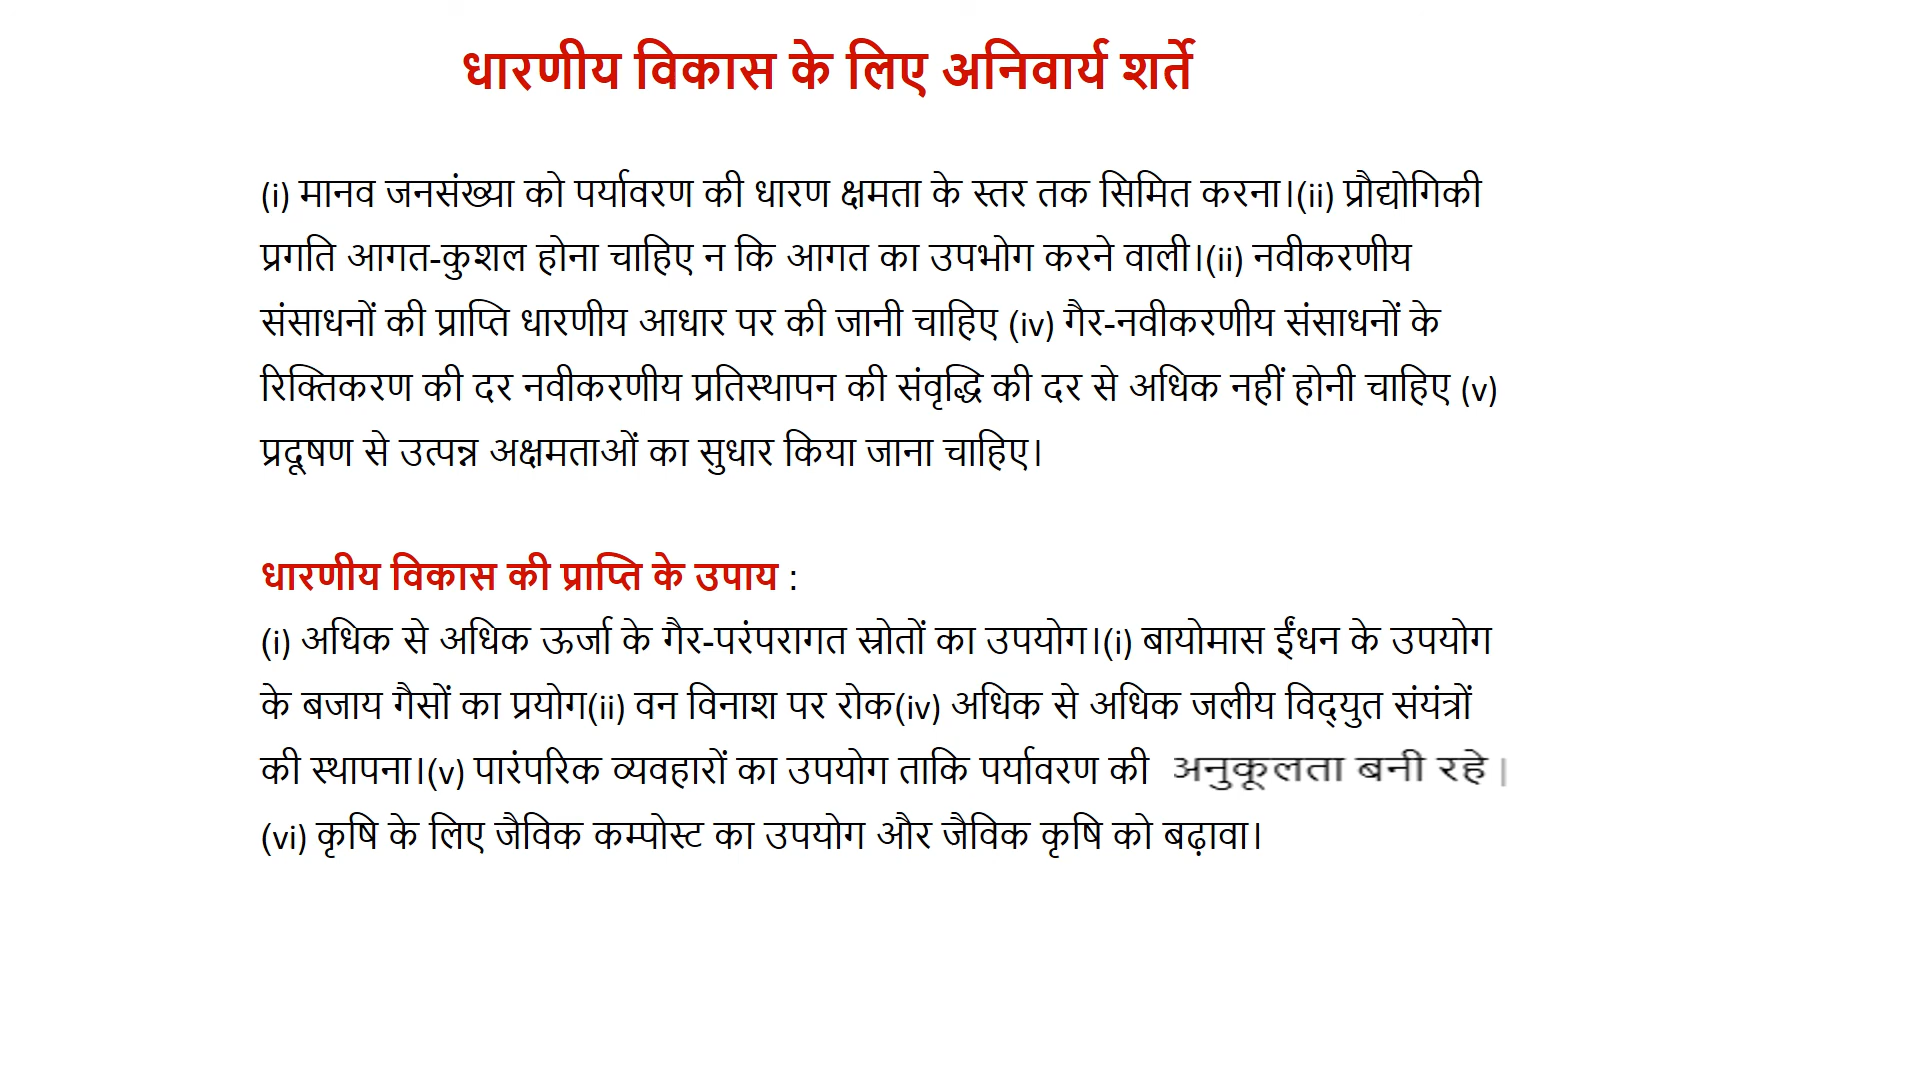 धारणीय विकास के लिए अनिवार्य शर्ते
(i) मानव जनसंख्या को पर्यावरण की धारण क्षमता के स्तर तक सिमित करना।(ii) प्रौद्योगिकी
प्रगति आगत-कुशल होना चाहिए न कि आगत का उपभोग करने वाली।(ii) नवीकरणीय
संसाधनों की प्राप्ति धारणीय आधार पर की जानी चाहिए (iv) गैर-नवीकरणीय संसाधनों के
रिक्तिकरण की दर नवीकरणीय प्रतिस्थापन की संवृद्धि की दर से अधिक नहीं होनी चाहिए (v)
प्रदूषण से उत्पन्न अक्षमताओं का सुधार किया जाना चाहिए।
धारणीय विकास की प्राप्ति के उपाय :
(i) अधिक से अधिक ऊर्जा के गैर-परंपरागत स्रोतों का उपयोग।(i) बायोमास ईंधन के उपयोग
के बजाय गैसों का प्रयोग(ii) वन विनाश पर रोक(iv) अधिक से अधिक जलीय विद्‌युत संयंत्रों
की स्थापना।(v) पारंपरिक व्यवहारों का उपयोग ताकि पर्यावरण की अनुकूलता बनी रहे।
(vi) कृषि के लिए जैविक कम्पोस्ट का उपयोग और जैविक कृषि को बढ़ावा।